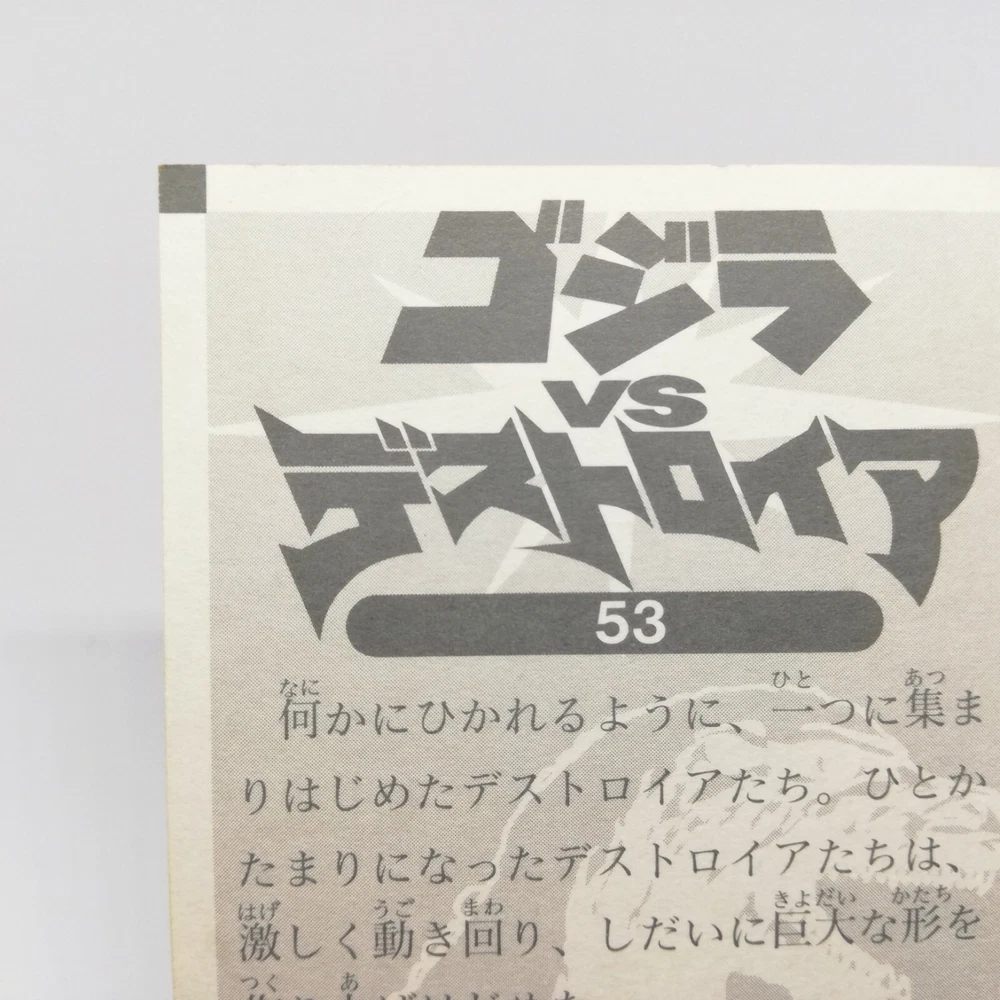 ゴジラ
VS
デストロイア
53
何かにひかれるように、一つに集ま
りはじめたデストロイアたち。ひとか
たまりになったデストロイアたちは、
激しく動き回り、しだいに巨大な形を